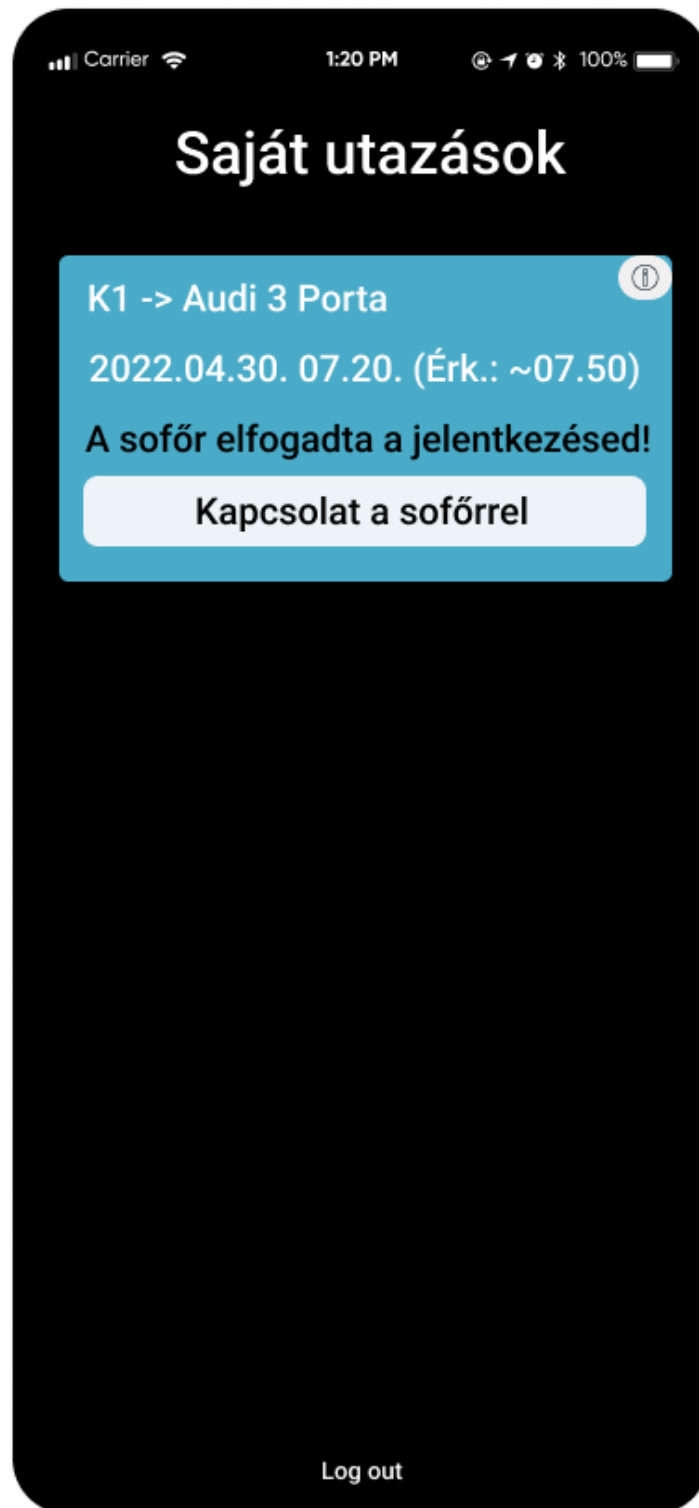 Carrier 1:20 PM 100%
Saját utazások
K1 -> Audi 3 Porta
2022.04.30. 07.20. (Érk.: ~07.50)
A sofőr elfogadta a jelentkezésed!
Kapcsolat a sofőrrel
Log out